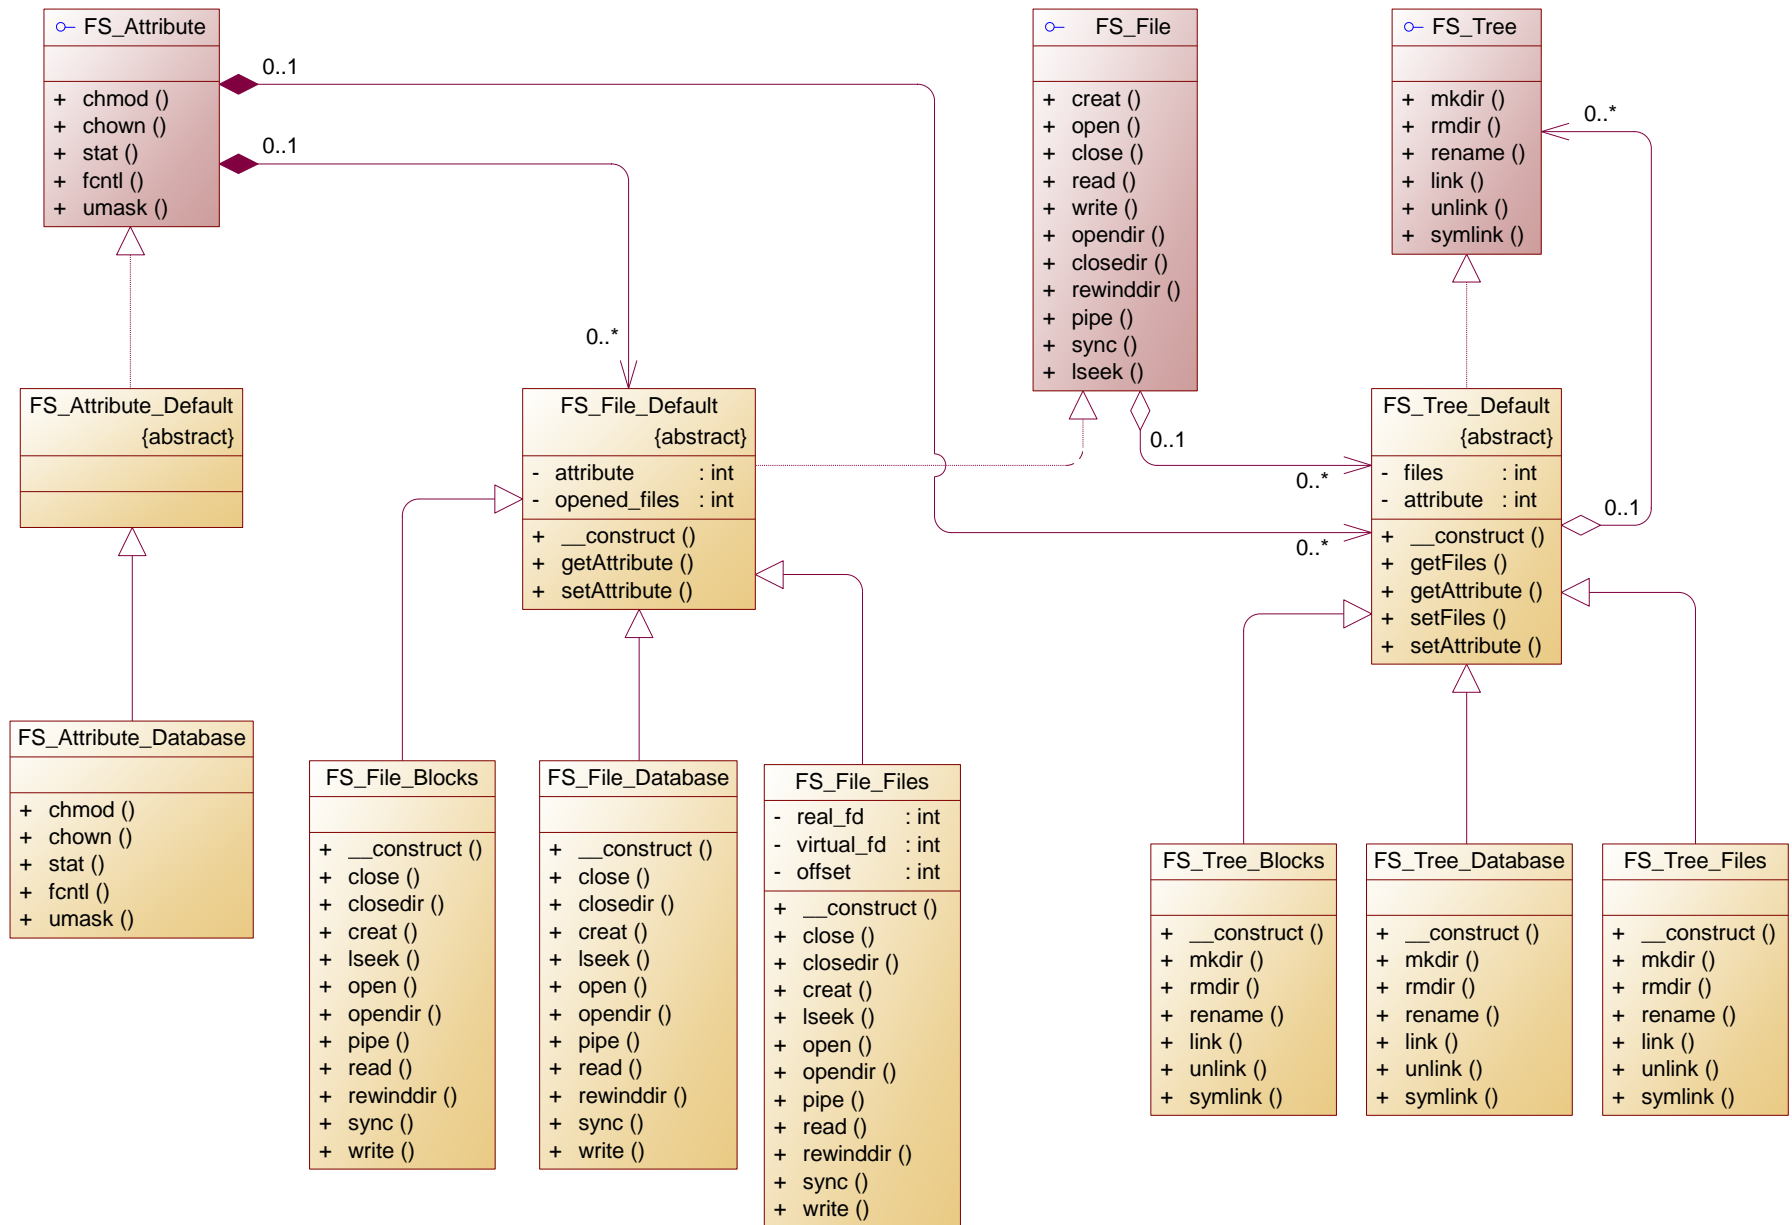 FS_Attribute
+ chmod ()
+ chown ()
+ stat ()
+ fcntl ()
+ umask ()
0..1
0..1
0..*
FS_File
+ creat ()
+ open ()
+ close ()
+ read ()
+ write ()
+ opendir ()
+ closedir ()
+ rewinddir ()
+ pipe ()
+ sync ()
+ lseek ()
0..1
0..*
0..*
FS_Tree
+ mkdir ()
+ rmdir ()
+ rename ()
+ link ()
+ unlink ()
+ symlink ()
0..*
0..1
FS_Attribute_Default
{abstract}
FS_File_Default
{abstract}
- attribute : int
- opened_files : int
+ __construct ()
+ getAttribute ()
+ setAttribute ()
FS_Tree_Default
{abstract}
- files : int
- attribute : int
+ __construct ()
+ getFiles ()
+ getAttribute ()
+ setFiles ()
+ setAttribute ()
FS_Attribute_Database
+ chmod ()
+ chown ()
+ stat ()
+ fcntl ()
+ umask ()
FS_File_Blocks
+ __construct ()
+ close ()
+ closedir ()
+ creat ()
+ lseek ()
+ open ()
+ opendir ()
+ pipe ()
+ read ()
+ rewinddir ()
+ sync ()
+ write ()
FS_File_Database
+ __construct ()
+ close ()
+ closedir ()
+ creat ()
+ lseek ()
+ open ()
+ opendir ()
+ pipe ()
+ read ()
+ rewinddir ()
+ sync ()
+ write ()
FS_File_Files
- real_fd : int
- virtual_fd : int
- offset : int
+ __construct ()
+ close ()
+ closedir ()
+ creat ()
+ lseek ()
+ open ()
+ opendir ()
+ pipe ()
+ read ()
+ rewinddir ()
+ sync ()
+ write ()
FS_Tree_Blocks
+ __construct ()
+ mkdir ()
+ rmdir ()
+ rename ()
+ link ()
+ unlink ()
+ symlink ()
FS_Tree_Database
+ __construct ()
+ mkdir ()
+ rmdir ()
+ rename ()
+ link ()
+ unlink ()
+ symlink ()
FS_Tree_Files
+ __construct ()
+ mkdir ()
+ rmdir ()
+ rename ()
+ link ()
+ unlink ()
+ symlink ()